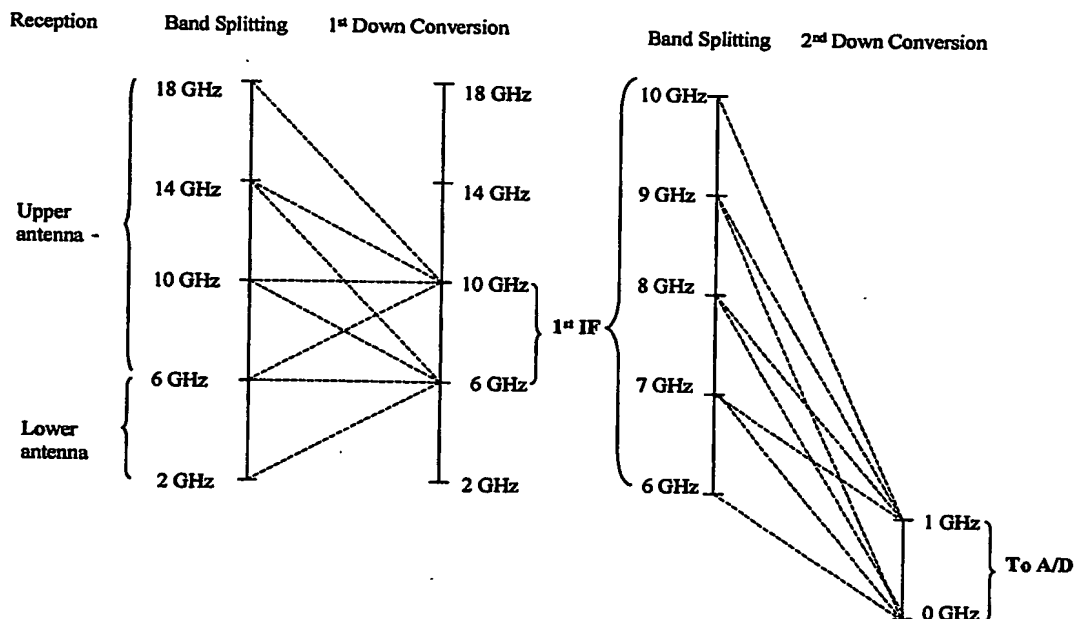 Reception
Band Splitting
1st Down Conversion
Band Splitting
2nd Down Conversion
18 GHz
14 GHz
10 GHz
6 GHz
2 GHz
Upper
antenna -
Lower
antenna
18 GHz
14 GHz
10 GHz
6 GHz
2 GHz
1st IF
10 GHz
9 GHz
8 GHz
7 GHz
6 GHz
1 GHz
0 GHz
To A/D